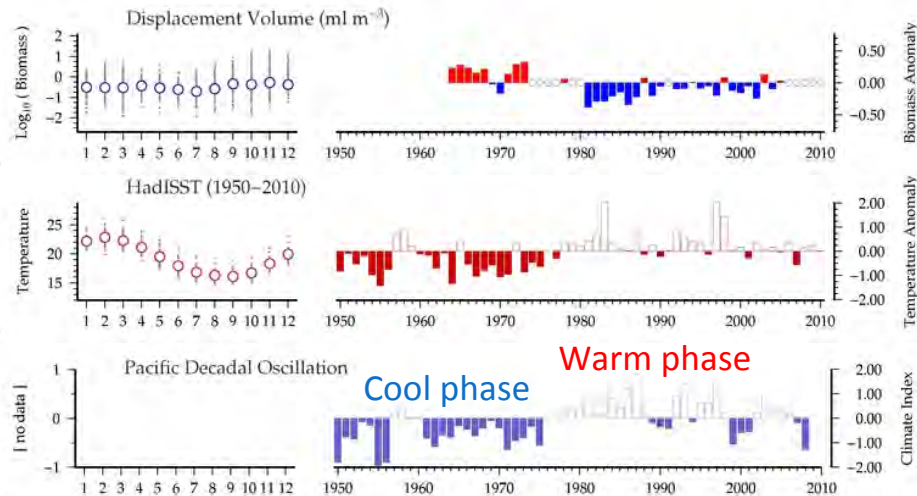 Displacement Volume (ml m⁻³)
Log₁₀ ( Biomass )
2
1
0
−1
−2
1 2 3 4 5 6 7 8 9 10 11 12
1950 1960 1970 1980 1990 2000 2010
0.50
0.00
−0.50
Biomass Anomaly
HadISST (1950−2010)
Temperature
25
20
15
1 2 3 4 5 6 7 8 9 10 11 12
1950 1960 1970 1980 1990 2000 2010
2.00
1.00
0.00
−1.00
−2.00
Temperature Anomaly
Pacific Decadal Oscillation
Cool phase
Warm phase
[ no data ]
1
0
−1
1 2 3 4 5 6 7 8 9 10 11 12
1950 1960 1970 1980 1990 2000 2010
2.00
1.00
0.00
−1.00
−2.00
Climate Index